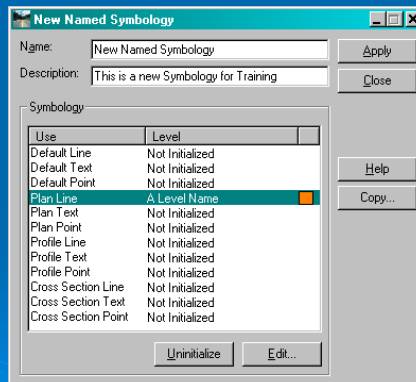 New Named Symbology
Name: New Named Symbology
Apply
Description: This is a new Symbology for Training
Close
Symbology
Use Level
Default Line Not Initialized
Default Text Not Initialized
Default Point Not Initialized
Plan Line A Level Name
Plan Text Not Initialized
Plan Point Not Initialized
Profile Line Not Initialized
Profile Text Not Initialized
Profile Point Not Initialized
Cross Section Line Not Initialized
Cross Section Text Not Initialized
Cross Section Point Not Initialized
Help
Copy...
Uninitialize Edit...